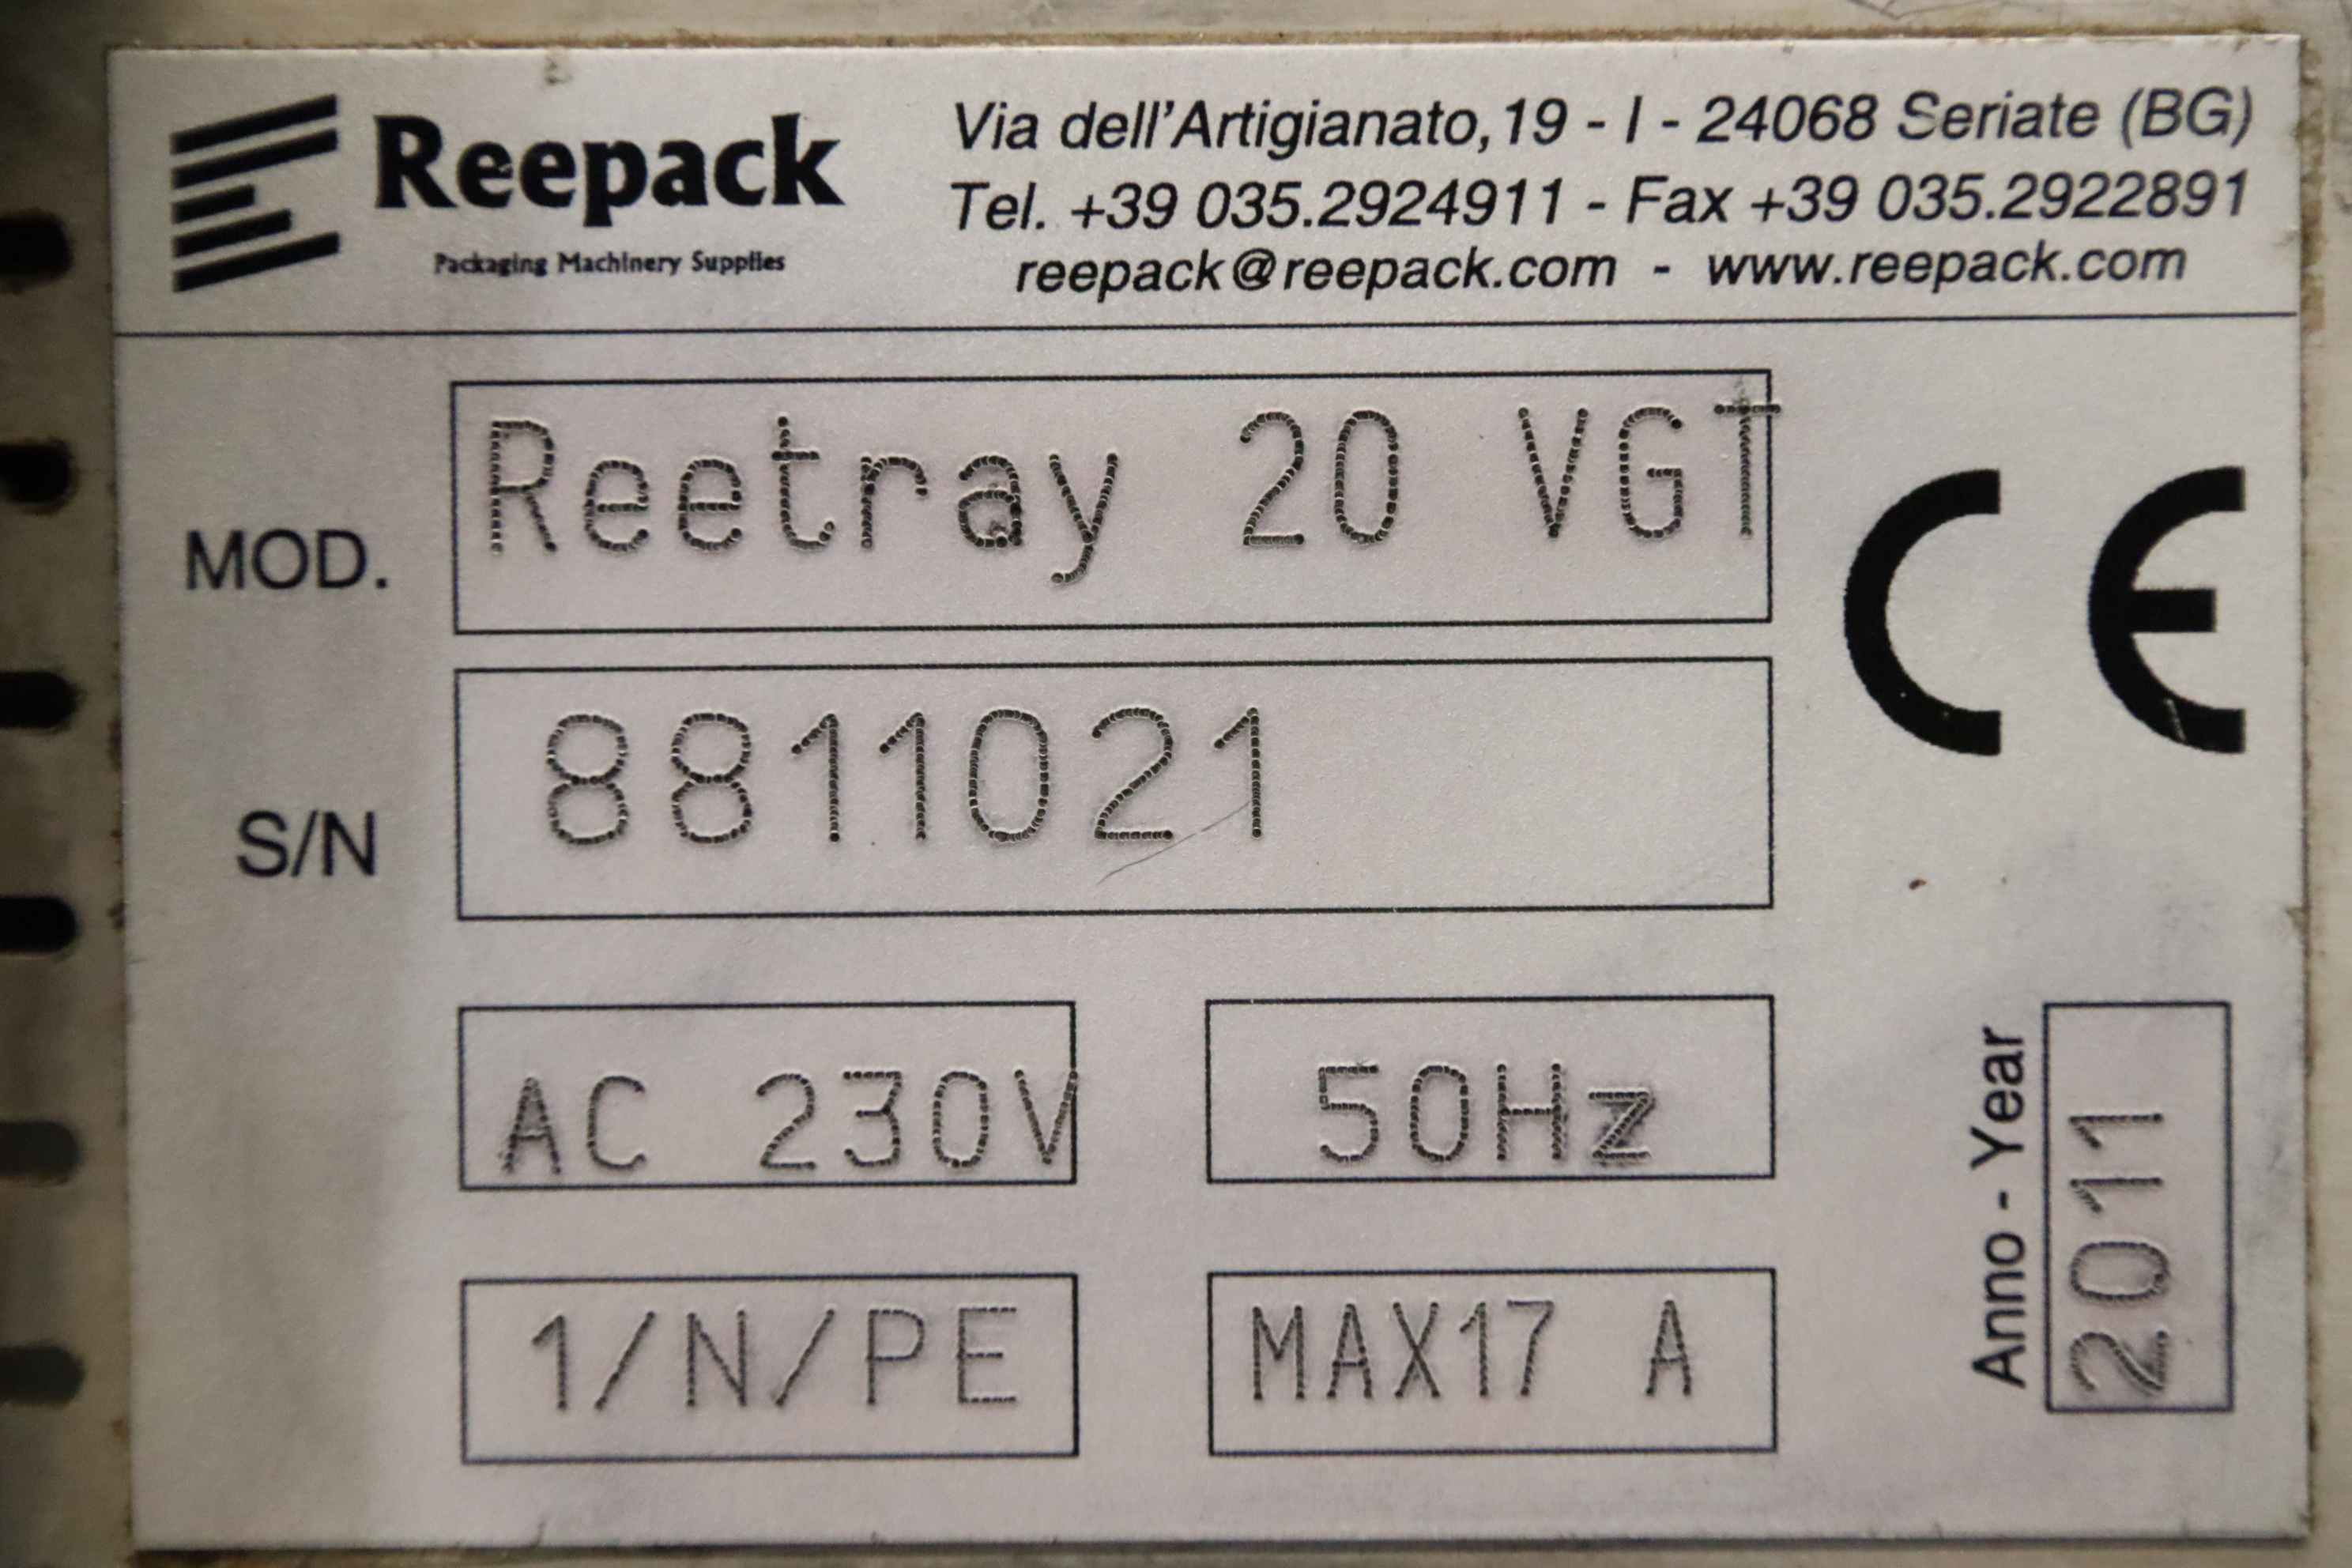 Reepack
Packaging Machinery Supplies
Via dell'Artigianato, 19 - I - 24068 Seriate (BG)
Tel. +39 035.2924911 - Fax +39 035.2922891
reepack@reepack.com - www.reepack.com
MOD. Reetray 20 VGT
CE
S/N 8811021
AC 230V 50Hz
1/N/PE MAX17 A
Anno - Year 2011